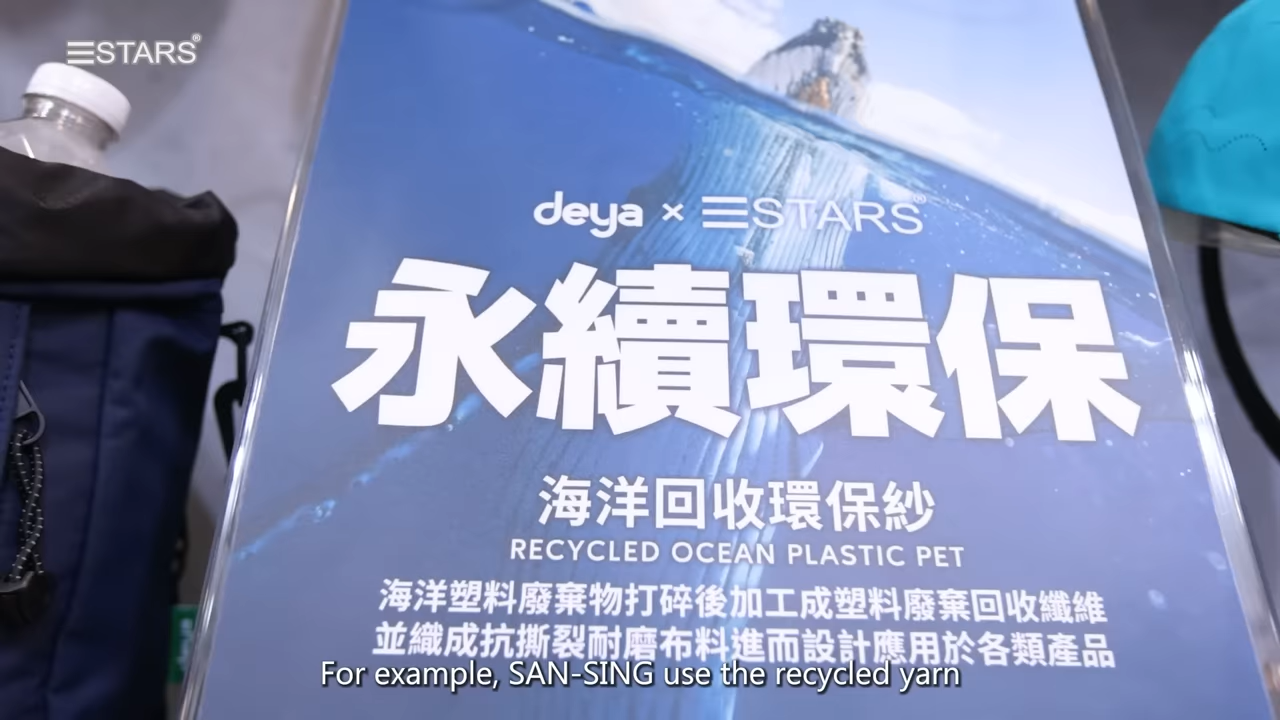 STARS®
deya × STARS®
永續環保
海洋回收環保紗
RECYCLED OCEAN PLASTIC PET
海洋塑料廢棄物打碎後加工成塑料廢棄回收纖維
並織成抗撕裂耐磨布料進而設計應用於各類產品
For example, SAN-SING use the recycled yarn